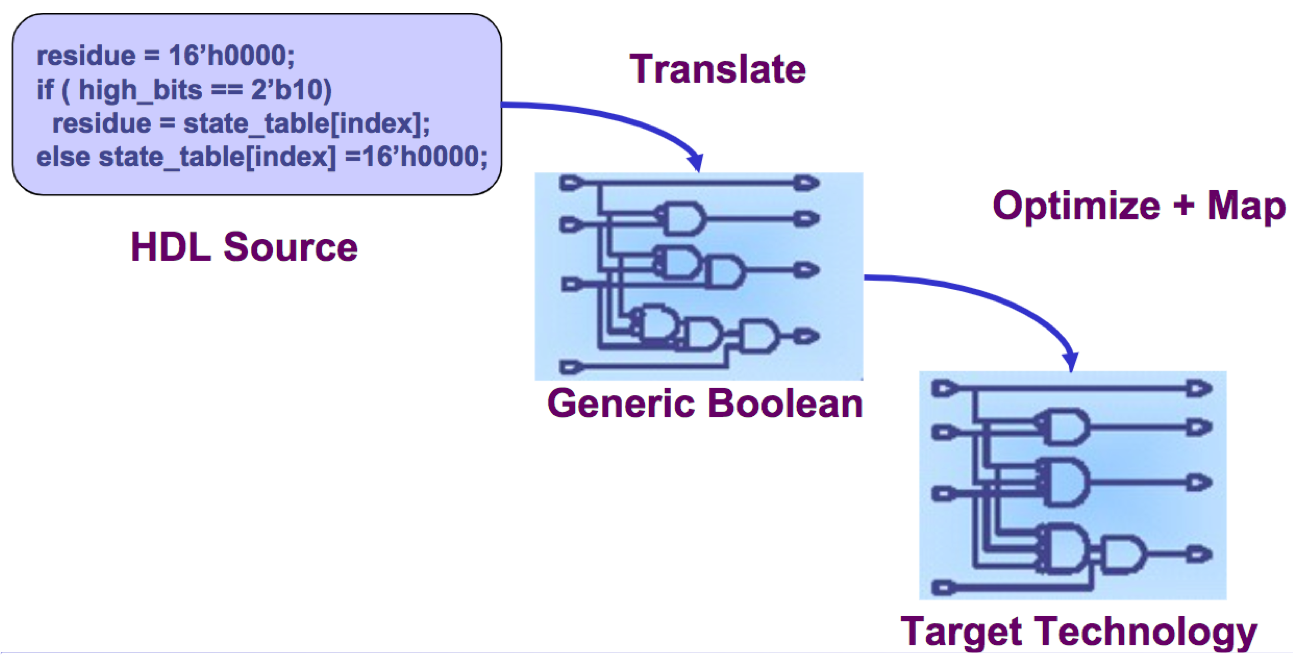 residue = 16’h0000;
if ( high_bits == 2’b10)
residue = state_table[index];
else state_table[index] =16’h0000;
HDL Source
Translate
Generic Boolean
Optimize + Map
Target Technology